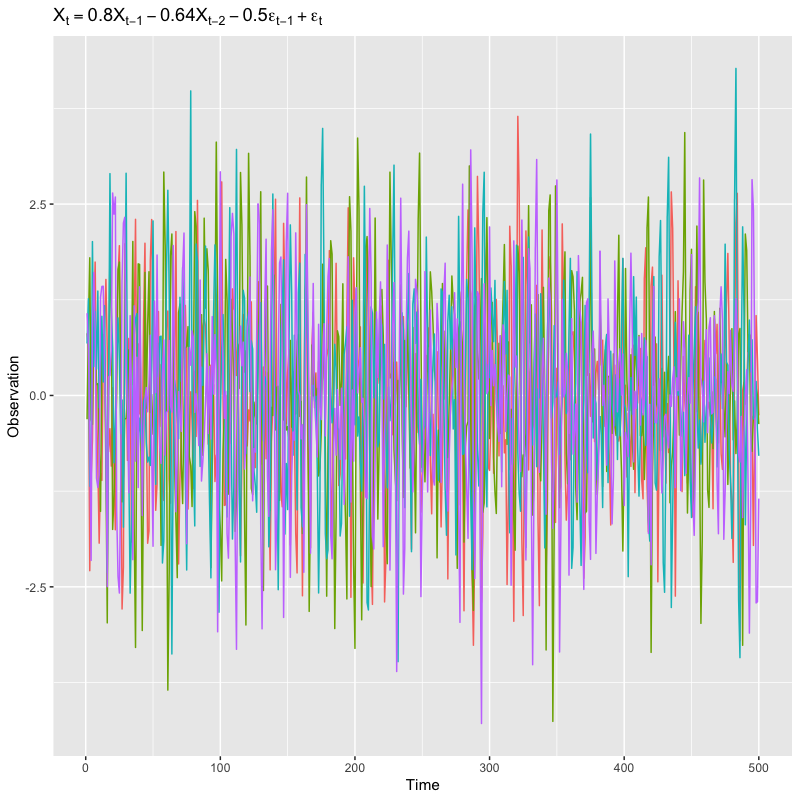 Xₜ = 0.8Xₜ₋₁ − 0.64Xₜ₋₂ − 0.5εₜ₋₁ + εₜ
2.5
0.0
-2.5
Observation
0 100 200 300 400 500
Time